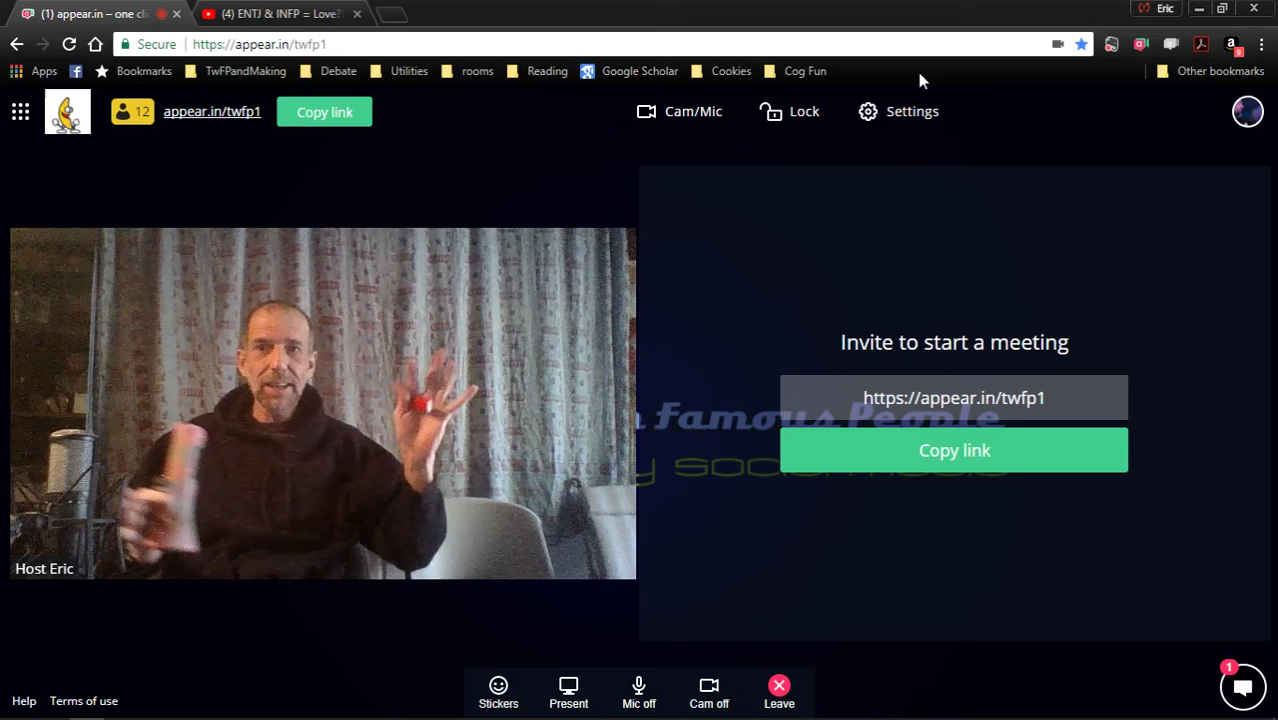 (1) appear.in – one cli
(4) ENTJ & INFP = Love?!
Eric
Secure
https://appear.in/twfp1
9
Apps
Bookmarks
TwFPandMaking
Debate
Utilities
rooms
Reading
Google Scholar
Cookies
Cog Fun
Other bookmarks
12
appear.in/twfp1
Copy link
Cam/Mic
Lock
Settings
Invite to start a meeting
https://appear.in/twfp1
n Famous People
Copy link
y
Host Eric
Stickers
Present
Mic off
Cam off
Leave
Help
Terms of use
1